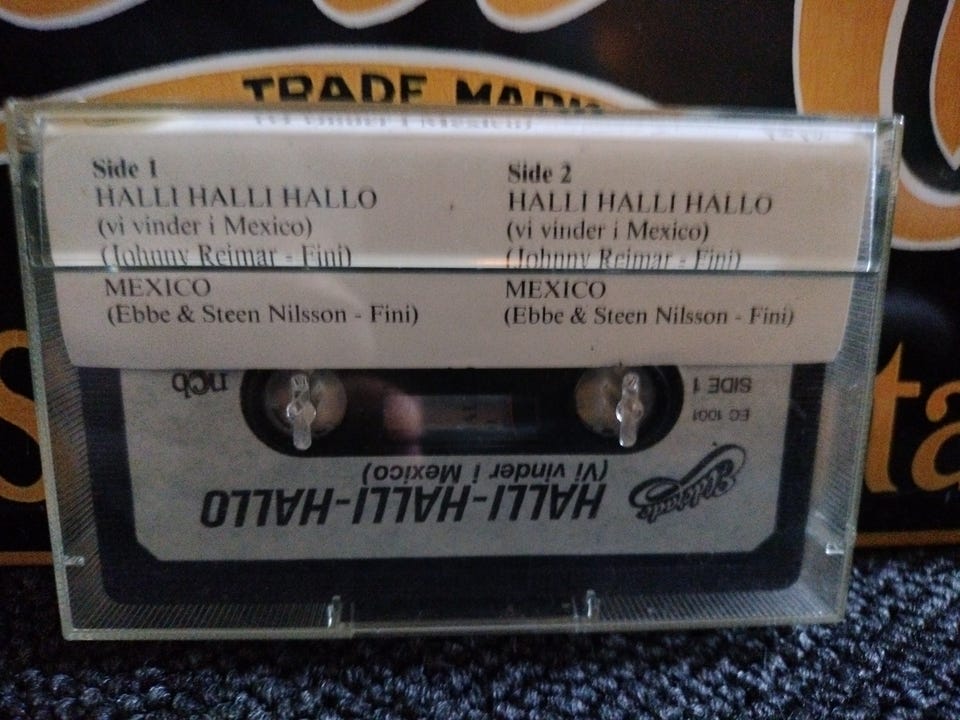 TRADE MARK
Side 1
HALLI HALLI HALLO
(vi vinder i Mexico)
(Johnny Reimar - Fini)
MEXICO
(Ebbe & Steen Nilsson - Fini)
Side 2
HALLI HALLI HALLO
(vi vinder i Mexico)
(Johnny Reimar - Fini)
MEXICO
(Ebbe & Steen Nilsson - Fini)
HALLI-HALLI-HALLO
(Vi vinder i Mexico)
EC 1001
SIDE 1
nCb